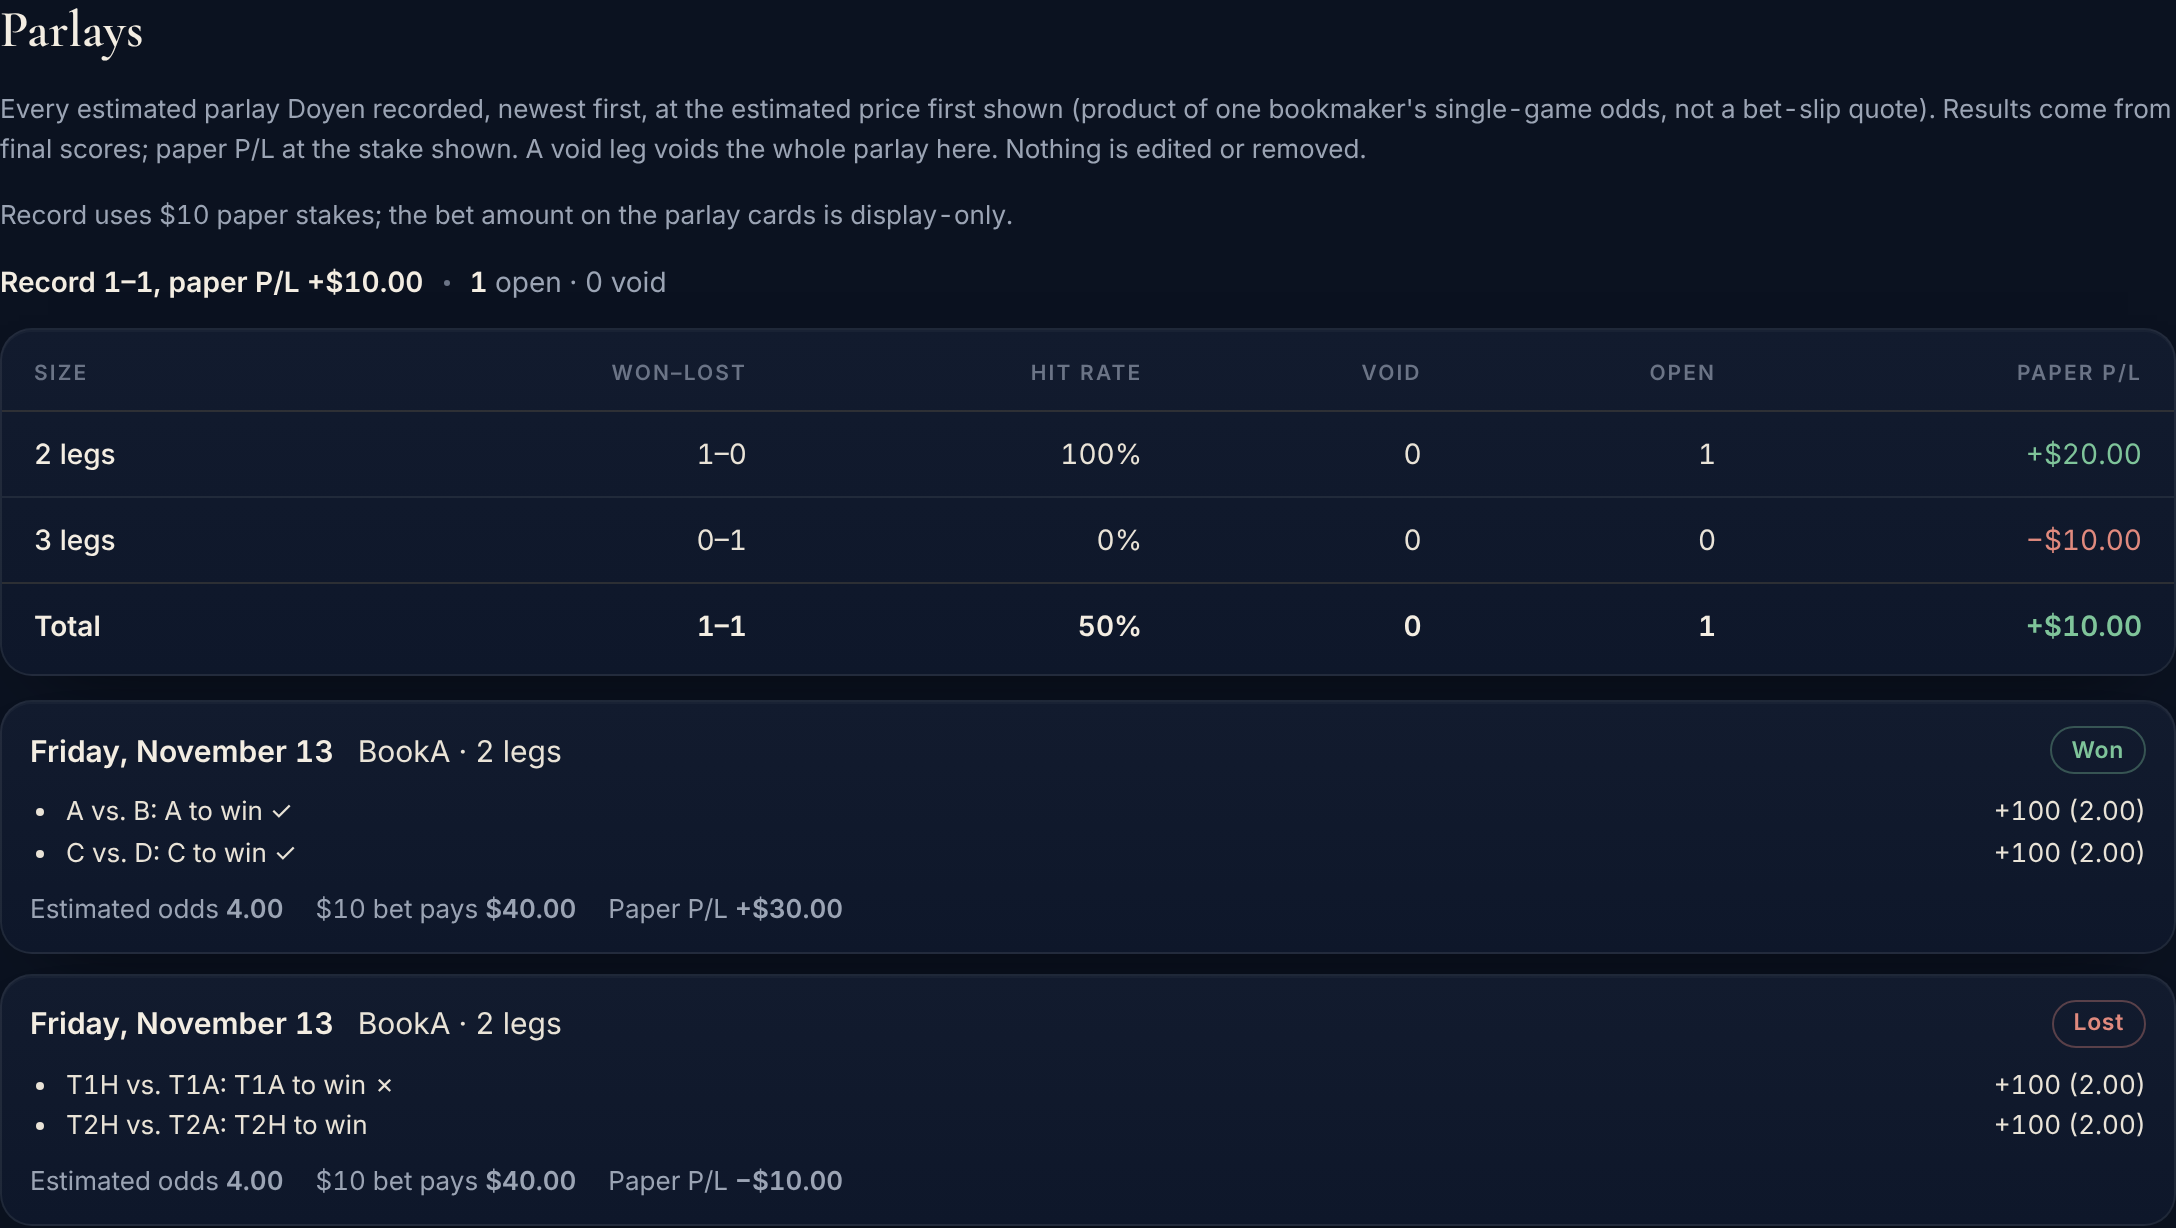 Parlays
Every estimated parlay Doyen recorded, newest first, at the estimated price first shown (product of one bookmaker's single-game odds, not a bet-slip quote). Results come from
final scores; paper P/L at the stake shown. A void leg voids the whole parlay here. Nothing is edited or removed.
Record uses $10 paper stakes; the bet amount on the parlay cards is display-only.
Record 1–1, paper P/L +$10.00 • 1 open · 0 void
SIZE WON–LOST HIT RATE VOID OPEN PAPER P/L
2 legs 1–0 100% 0 1 +$20.00
3 legs 0–1 0% 0 0 −$10.00
Total 1–1 50% 0 1 +$10.00
Friday, November 13 BookA · 2 legs Won
• A vs. B: A to win ✓ +100 (2.00)
• C vs. D: C to win ✓ +100 (2.00)
Estimated odds 4.00 $10 bet pays $40.00 Paper P/L +$30.00
Friday, November 13 BookA · 2 legs Lost
• T1H vs. T1A: T1A to win × +100 (2.00)
• T2H vs. T2A: T2H to win +100 (2.00)
Estimated odds 4.00 $10 bet pays $40.00 Paper P/L −$10.00